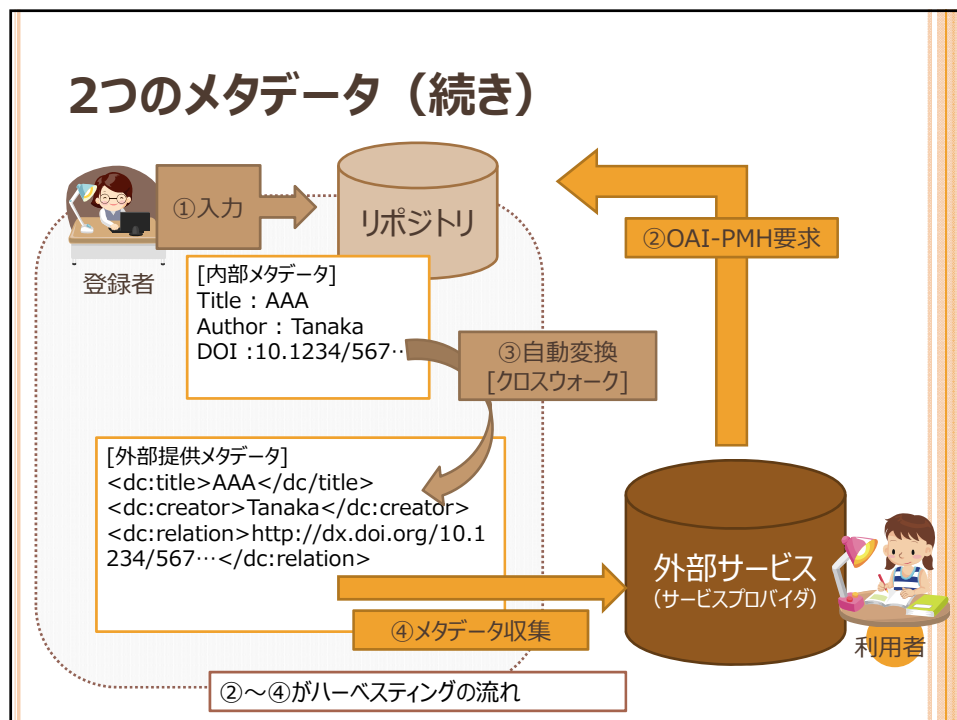 2つのメタデータ（続き）
①入力
リポジトリ
②OAI-PMH要求
登録者
[内部メタデータ]
Title : AAA
Author : Tanaka
DOI :10.1234/567…
③自動変換
[クロスウォーク]
[外部提供メタデータ]
<dc:title>AAA</dc/title>
<dc:creator>Tanaka</dc:creator>
<dc:relation>http://dx.doi.org/10.1
234/567…</dc:relation>
外部サービス
（サービスプロバイダ）
④メタデータ収集
利用者
②～④がハーベスティングの流れ